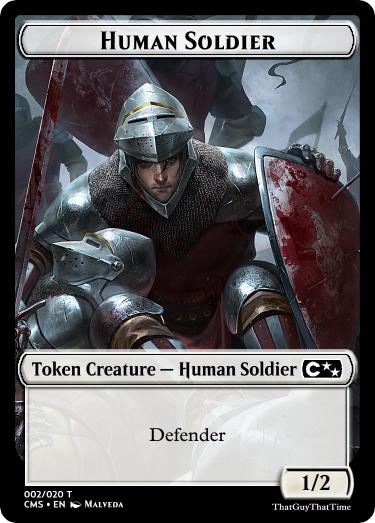 Human Soldier
Token Creature — Human Soldier
C
Defender
1/2
002/020 T
CMS • EN Malveda
ThatGuyThatTime